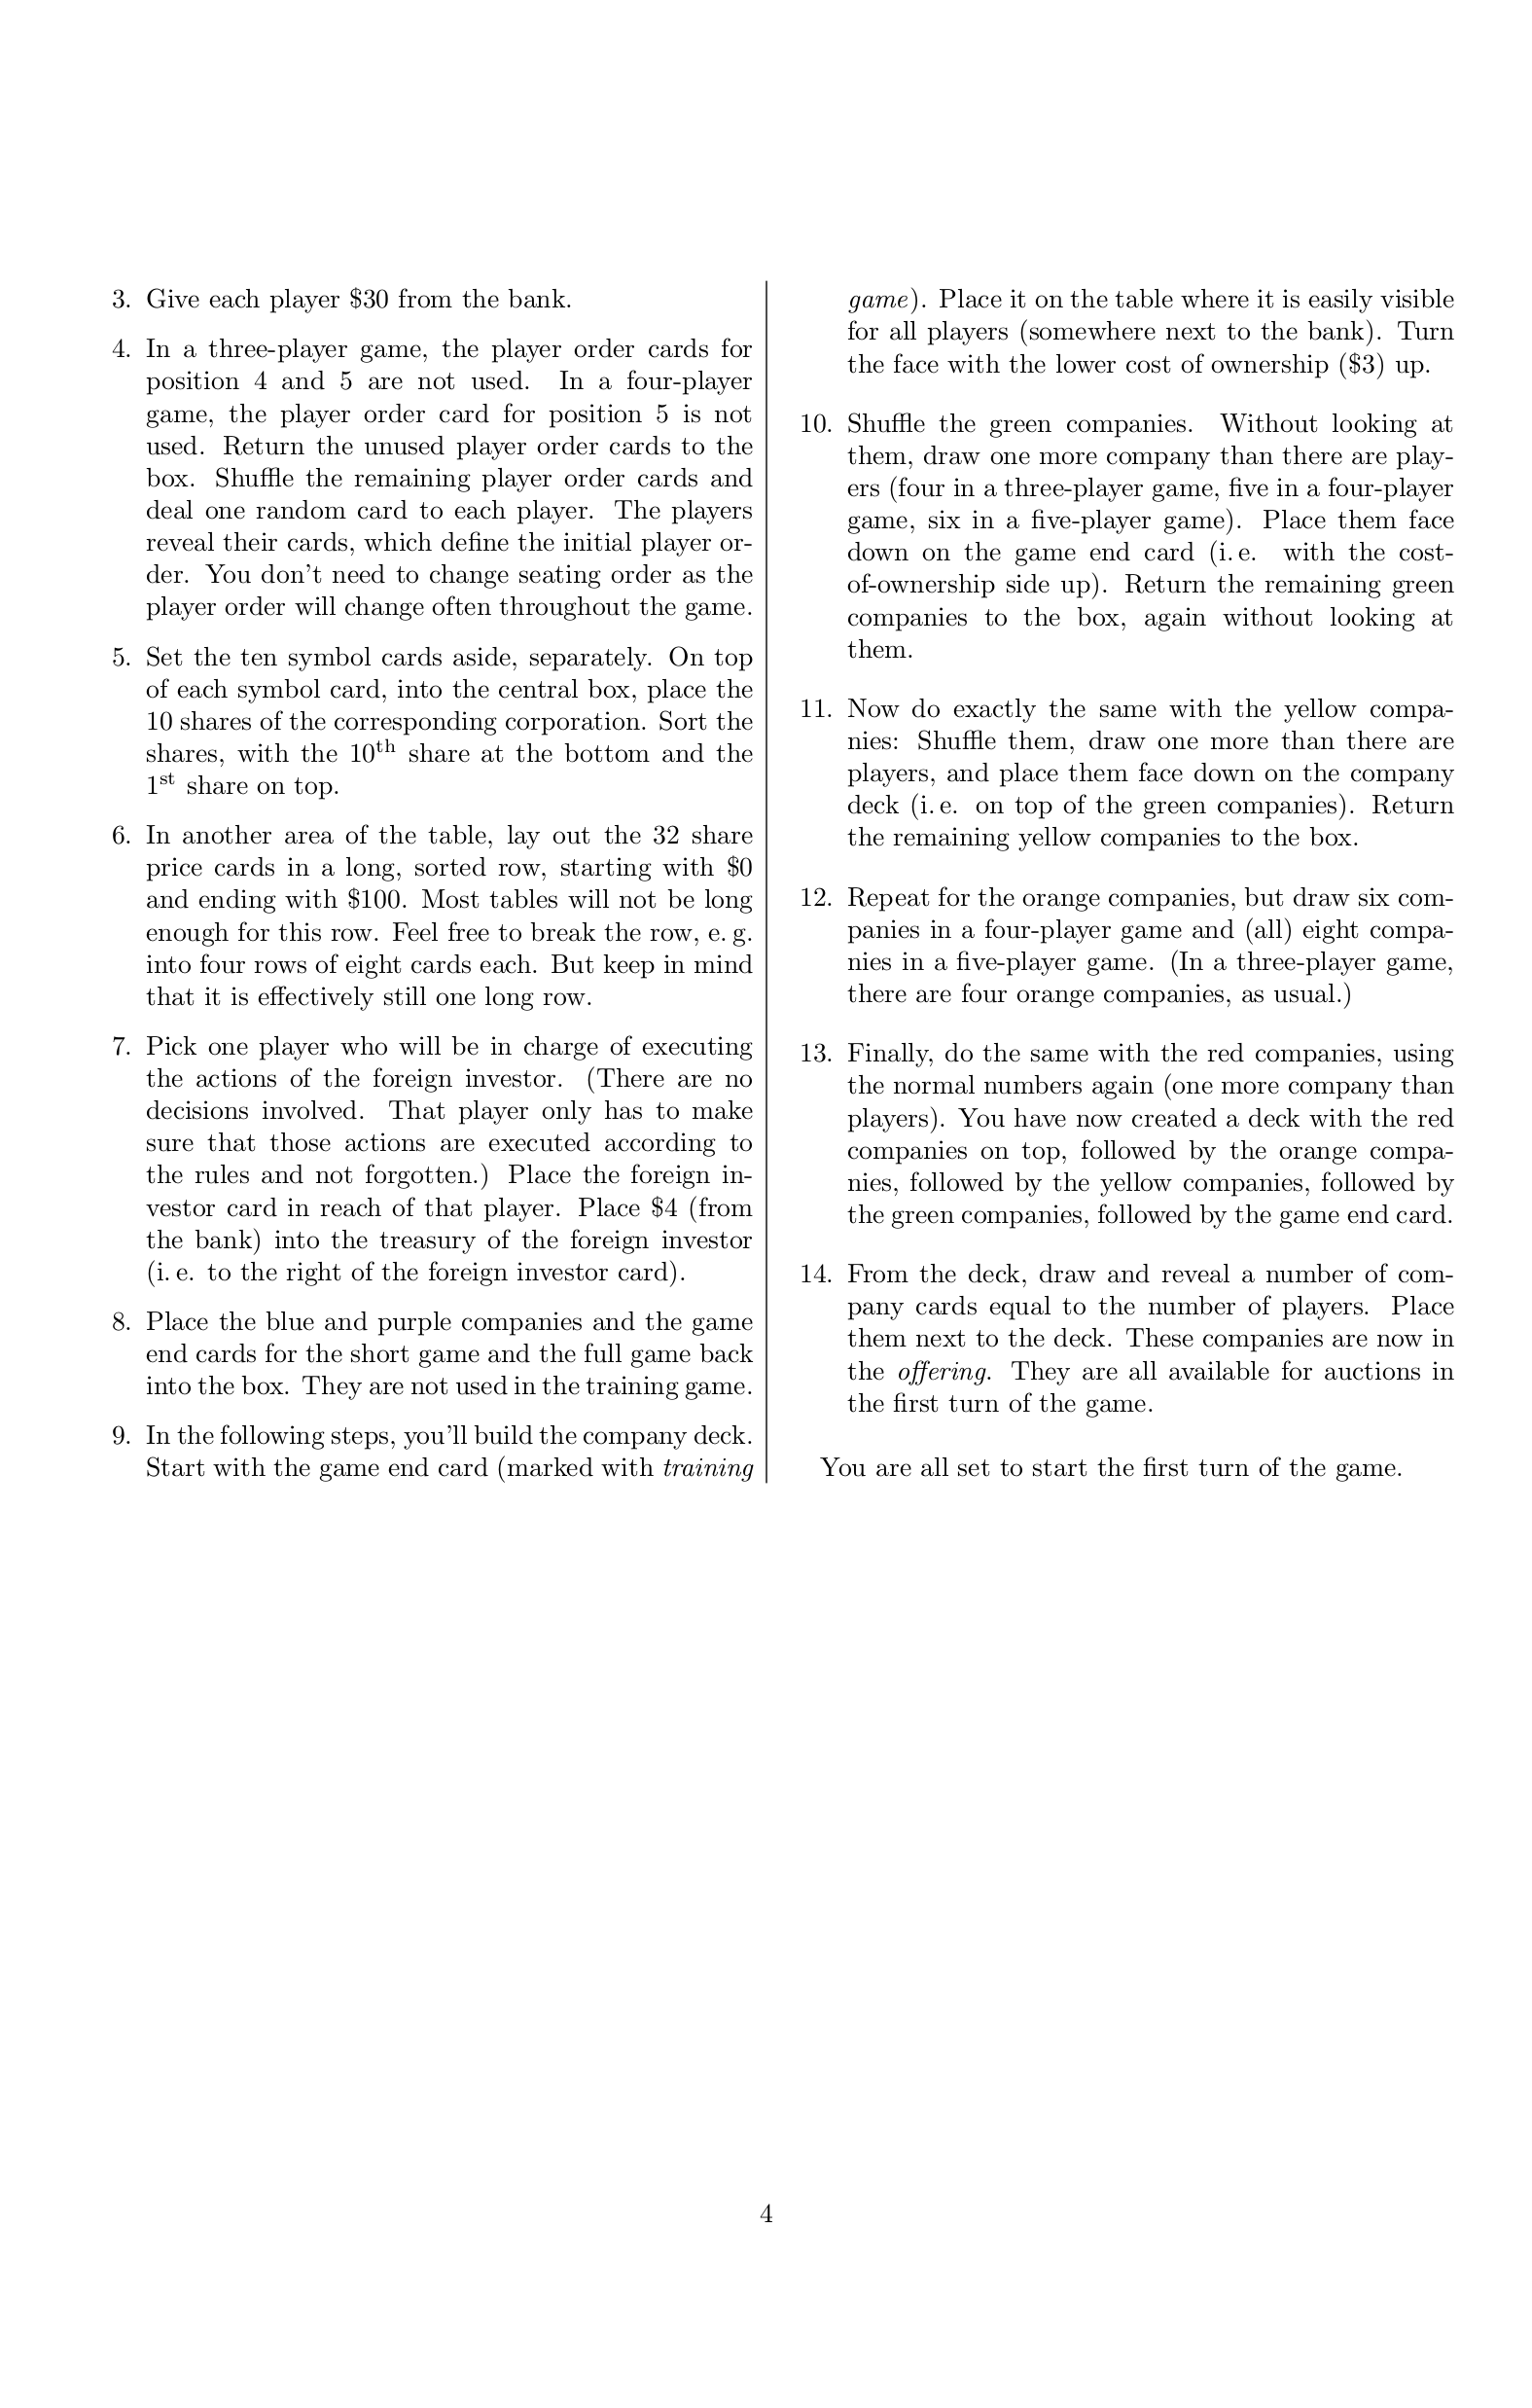 3. Give each player $30 from the bank.
4. In a three-player game, the player order cards for
position 4 and 5 are not used. In a four-player
game, the player order card for position 5 is not
used. Return the unused player order cards to the
box. Shuffle the remaining player order cards and
deal one random card to each player. The players
reveal their cards, which define the initial player or-
der. You don't need to change seating order as the
player order will change often throughout the game.
5. Set the ten symbol cards aside, separately. On top
of each symbol card, into the central box, place the
10 shares of the corresponding corporation. Sort the
shares, with the 10th share at the bottom and the
1st share on top.
6. In another area of the table, lay out the 32 share
price cards in a long, sorted row, starting with $0
and ending with $100. Most tables will not be long
enough for this row. Feel free to break the row, e. g.
into four rows of eight cards each. But keep in mind
that it is effectively still one long row.
7. Pick one player who will be in charge of executing
the actions of the foreign investor. (There are no
decisions involved. That player only has to make
sure that those actions are executed according to
the rules and not forgotten.) Place the foreign in-
vestor card in reach of that player. Place $4 (from
the bank) into the treasury of the foreign investor
(i. e. to the right of the foreign investor card).
8. Place the blue and purple companies and the game
end cards for the short game and the full game back
into the box. They are not used in the training game.
9. In the following steps, you'll build the company deck.
Start with the game end card (marked with training
game). Place it on the table where it is easily visible
for all players (somewhere next to the bank). Turn
the face with the lower cost of ownership ($3) up.
10. Shuffle the green companies. Without looking at
them, draw one more company than there are play-
ers (four in a three-player game, five in a four-player
game, six in a five-player game). Place them face
down on the game end card (i. e. with the cost-
of-ownership side up). Return the remaining green
companies to the box, again without looking at
them.
11. Now do exactly the same with the yellow compa-
nies: Shuffle them, draw one more than there are
players, and place them face down on the company
deck (i. e. on top of the green companies). Return
the remaining yellow companies to the box.
12. Repeat for the orange companies, but draw six com-
panies in a four-player game and (all) eight compa-
nies in a five-player game. (In a three-player game,
there are four orange companies, as usual.)
13. Finally, do the same with the red companies, using
the normal numbers again (one more company than
players). You have now created a deck with the red
companies on top, followed by the orange compa-
nies, followed by the yellow companies, followed by
the green companies, followed by the game end card.
14. From the deck, draw and reveal a number of com-
pany cards equal to the number of players. Place
them next to the deck. These companies are now in
the offering. They are all available for auctions in
the first turn of the game.
You are all set to start the first turn of the game.
4